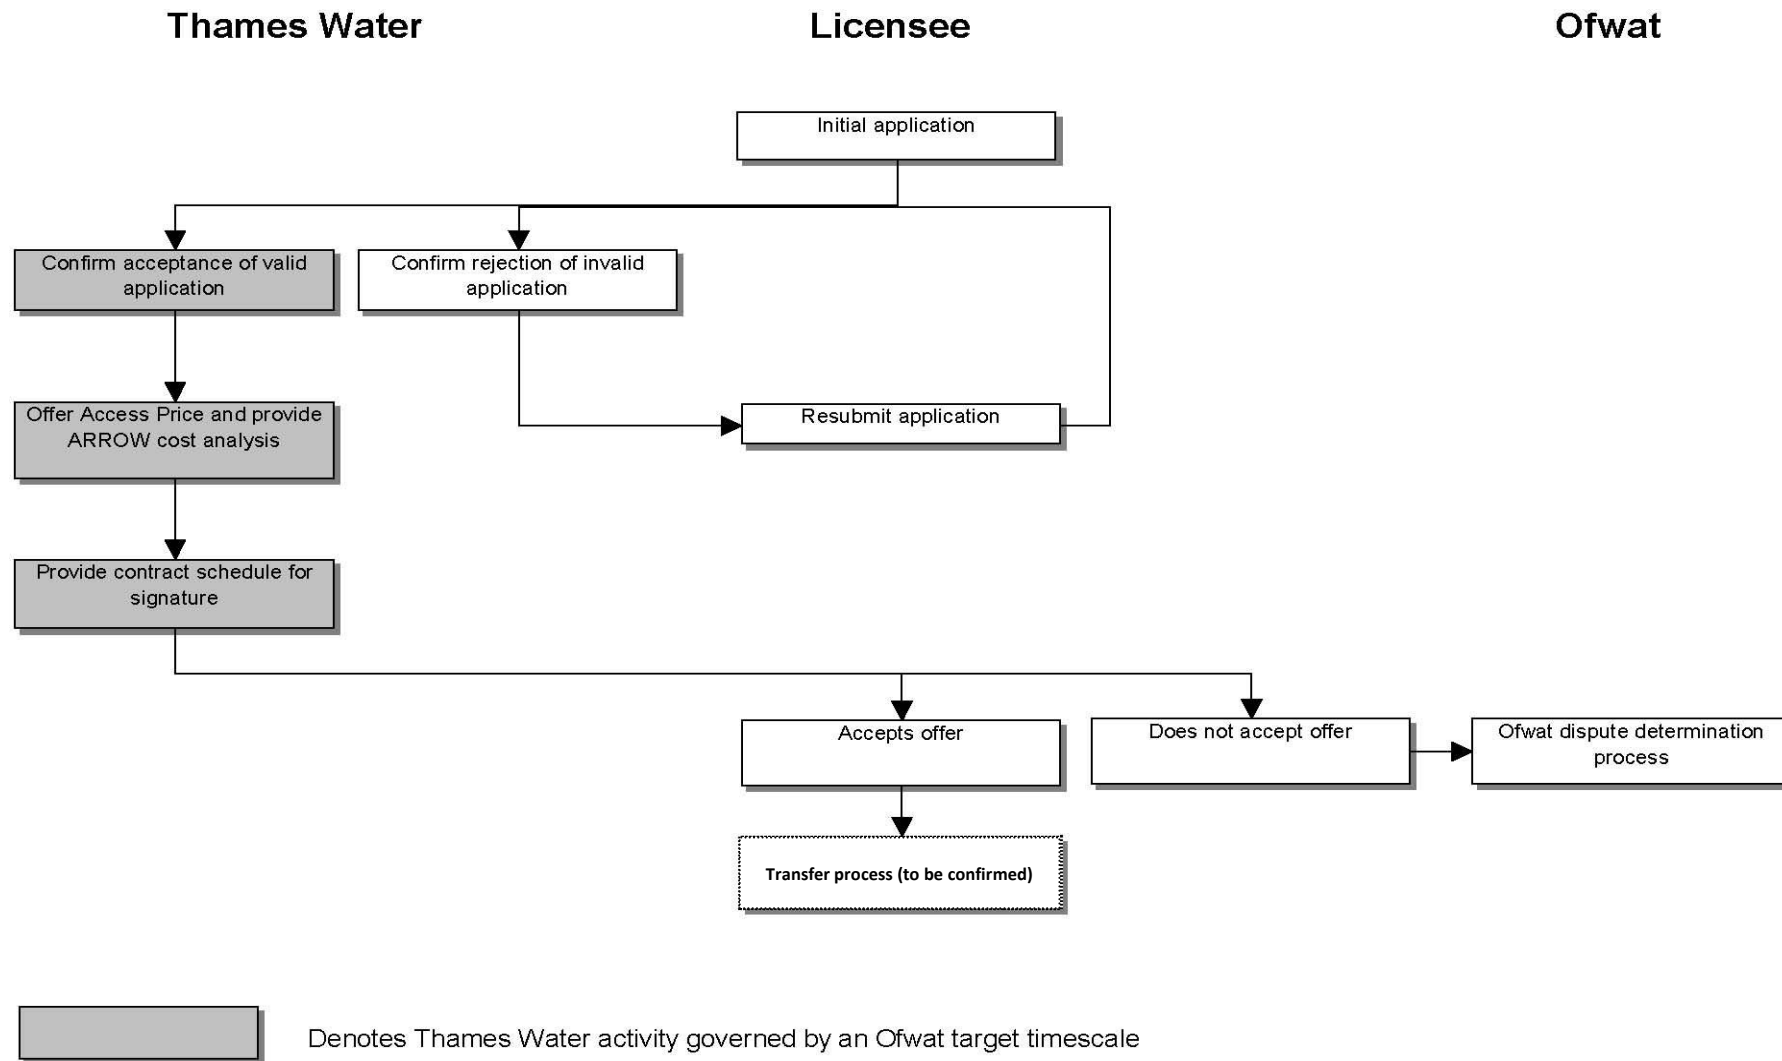 Thames Water
Licensee
Ofwat
Initial application
Confirm acceptance of valid
application
Confirm rejection of invalid
application
Offer Access Price and provide
ARROW cost analysis
Resubmit application
Provide contract schedule for
signature
Accepts offer
Does not accept offer
Ofwat dispute determination
process
Transfer process (to be confirmed)
Denotes Thames Water activity governed by an Ofwat target timescale